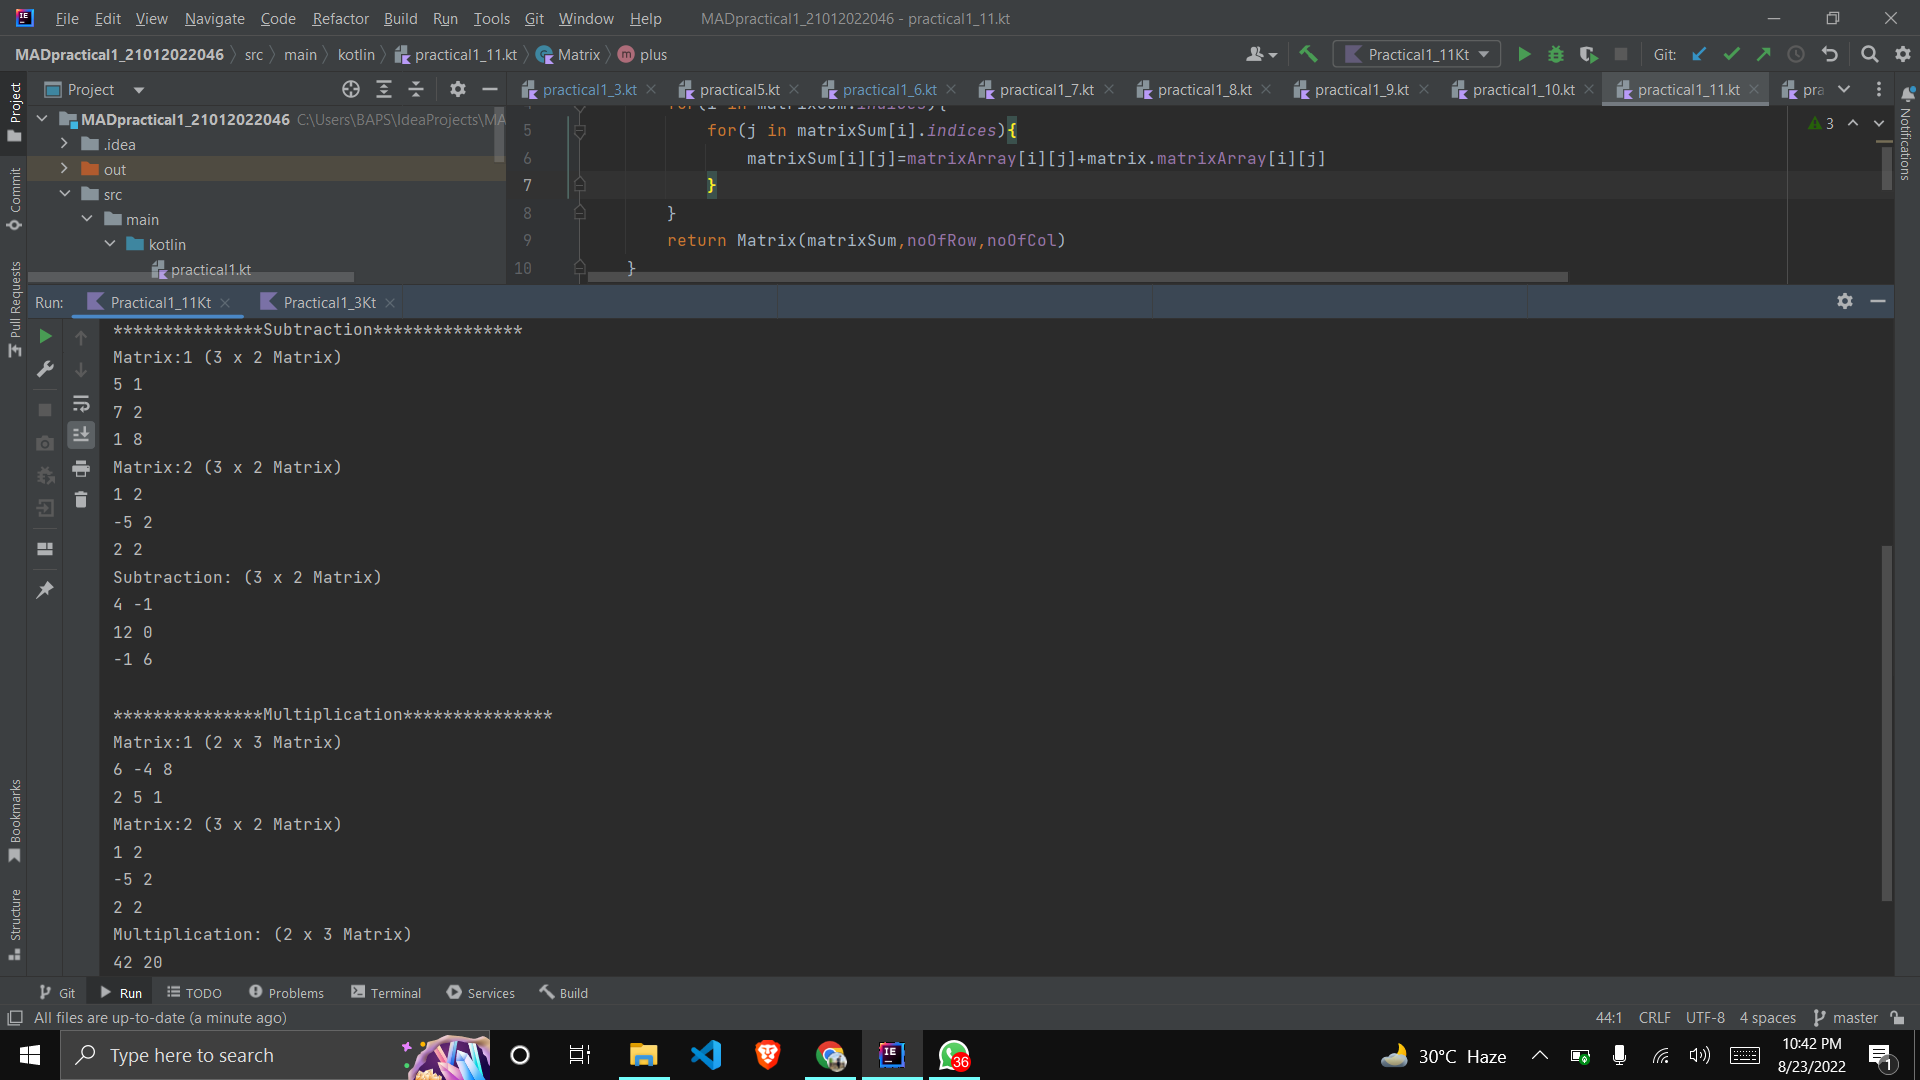 File Edit View Navigate Code Refactor Build Run Tools Git Window Help MADpractical1_21012022046 - practical1_11.kt
MADpractical1_21012022046 src main kotlin practical1_11.kt Matrix plus Practical1_11Kt Git:
Project practical1_3.kt practical5.kt practical1_6.kt practical1_7.kt practical1_8.kt practical1_9.kt practical1_10.kt practical1_11.kt pra
MADpractical1_21012022046 C:\Users\BAPS\IdeaProjects\MA
.idea
out
src
main
kotlin
practical1.kt
5 for(j in matrixSum[i].indices){
6 matrixSum[i][j]=matrixArray[i][j]+matrix.matrixArray[i][j]
7 }
8 }
9 return Matrix(matrixSum,noOfRow,noOfCol)
10 }
3
Project
Commit
Pull Requests
Bookmarks
Structure
Notifications
Run: Practical1_11Kt Practical1_3Kt
***************Subtraction***************
Matrix:1 (3 x 2 Matrix)
5 1
7 2
1 8
Matrix:2 (3 x 2 Matrix)
1 2
-5 2
2 2
Subtraction: (3 x 2 Matrix)
4 -1
12 0
-1 6
***************Multiplication***************
Matrix:1 (2 x 3 Matrix)
6 -4 8
2 5 1
Matrix:2 (3 x 2 Matrix)
1 2
-5 2
2 2
Multiplication: (2 x 3 Matrix)
42 20
Git Run TODO Problems Terminal Services Build
All files are up-to-date (a minute ago) 44:1 CRLF UTF-8 4 spaces master
Type here to search 36 30°C Haze 10:42 PM
8/23/2022 1